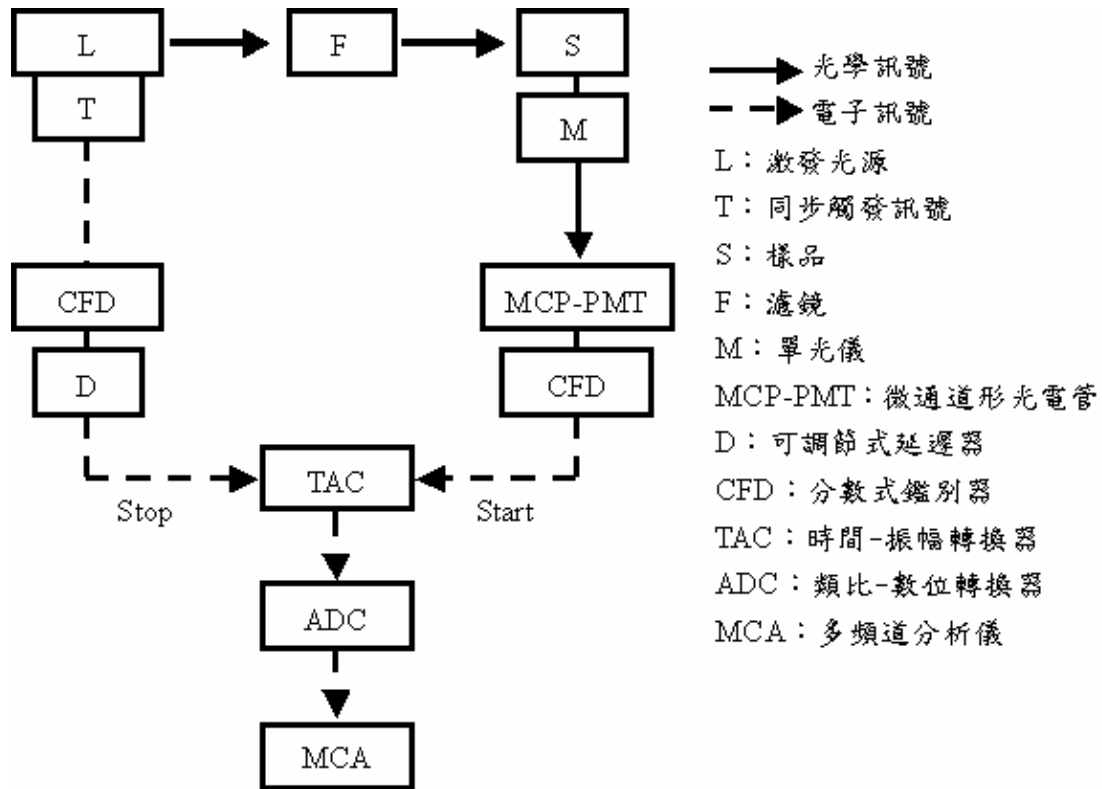 L
F
S
T
M
CFD
MCP-PMT
D
CFD
TAC
Stop
Start
ADC
MCA
光學訊號
電子訊號
L：激發光源
T：同步觸發訊號
S：樣品
F：濾鏡
M：單光儀
MCP-PMT：微通道形光電管
D：可調節式延遲器
CFD：分數式鑑別器
TAC：時間-振幅轉換器
ADC：類比-數位轉換器
MCA：多頻道分析儀